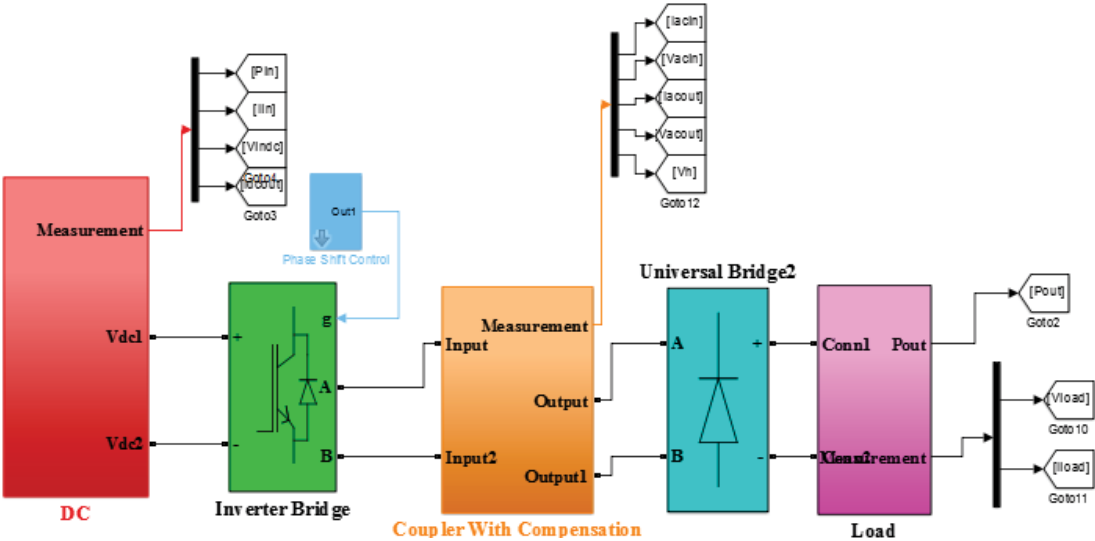 [Iacin]
[Vacin]
[Iacout]
[Vacout]
[Vh]
Goto12
[Pin]
[Iin]
[Vindc]
Goto4
Goto3
Out1
Phase Shift Control
Measurement
Vdc1
Vdc2
DC
g
+
A
-
B
Inverter Bridge
Measurement
Input
Output
Input2
Output1
Coupler With Compensation
Universal Bridge2
A
+
B
-
Conn1
Pout
Load
[Pout]
Goto2
[Vload]
Goto10
[Iload]
Goto11